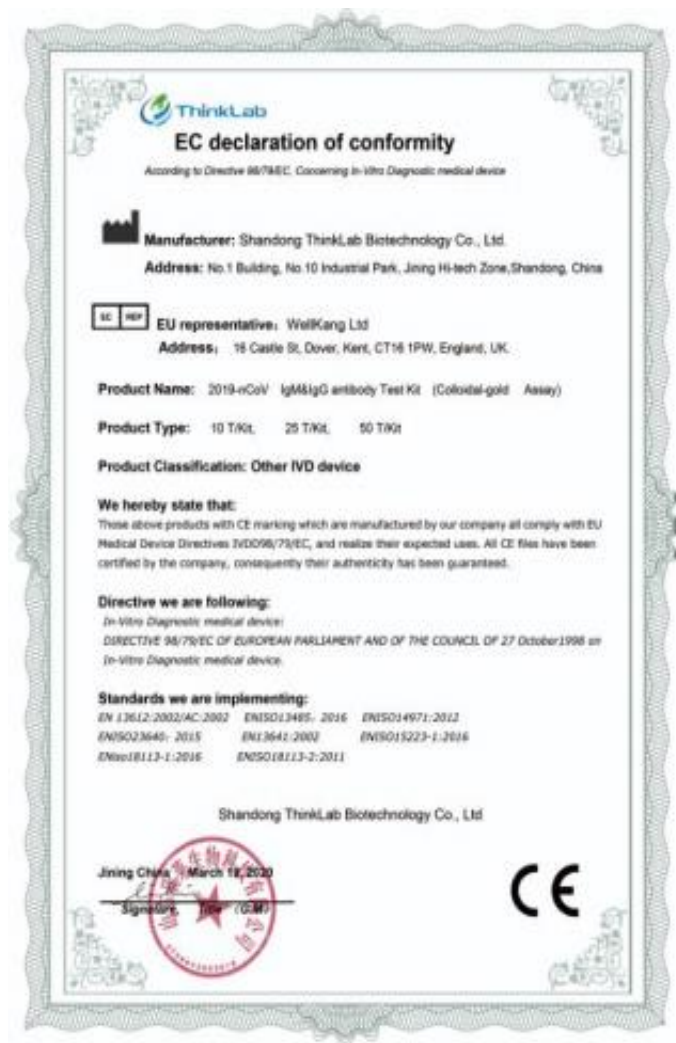 ThinkLab
EC declaration of conformity
According to Directive 98/79/EC, Concerning In-Vitro Diagnostic medical device
Manufacturer: Shandong ThinkLab Biotechnology Co., Ltd.
Address: No.1 Building, No.10 Industrial Park, Jining Hi-tech Zone,Shandong, China
EC REP
EU representative: WellKang Ltd
Address: 16 Castle St, Dover, Kent, CT16 1PW, England, UK.
Product Name: 2019-nCoV IgM&IgG antibody Test Kit (Colloidal-gold Assay)
Product Type: 10 T/Kit, 25 T/Kit, 50 T/Kit
Product Classification: Other IVD device
We hereby state that:
Those above products with CE marking which are manufactured by our company all comply with EU
Medical Device Directives IVDD98/79/EC, and realize their expected uses. All CE files have been
certified by the company, consequently their authenticity has been guaranteed.
Directive we are following:
In-Vitro Diagnostic medical device:
DIRECTIVE 98/79/EC OF EUROPEAN PARLIAMENT AND OF THE COUNCIL OF 27 October1998 on
In-Vitro Diagnostic medical device.
Standards we are implementing:
EN 13612:2002/AC:2002 ENISO13485: 2016 ENISO14971:2012
ENISO23640: 2015 EN13641:2002 ENISO15223-1:2016
ENiso18113-1:2016 ENISO18113-2:2011
Shandong ThinkLab Biotechnology Co., Ltd
Jining China March 2020
Signature, Title (G.M)
生物科 有 公司
CE